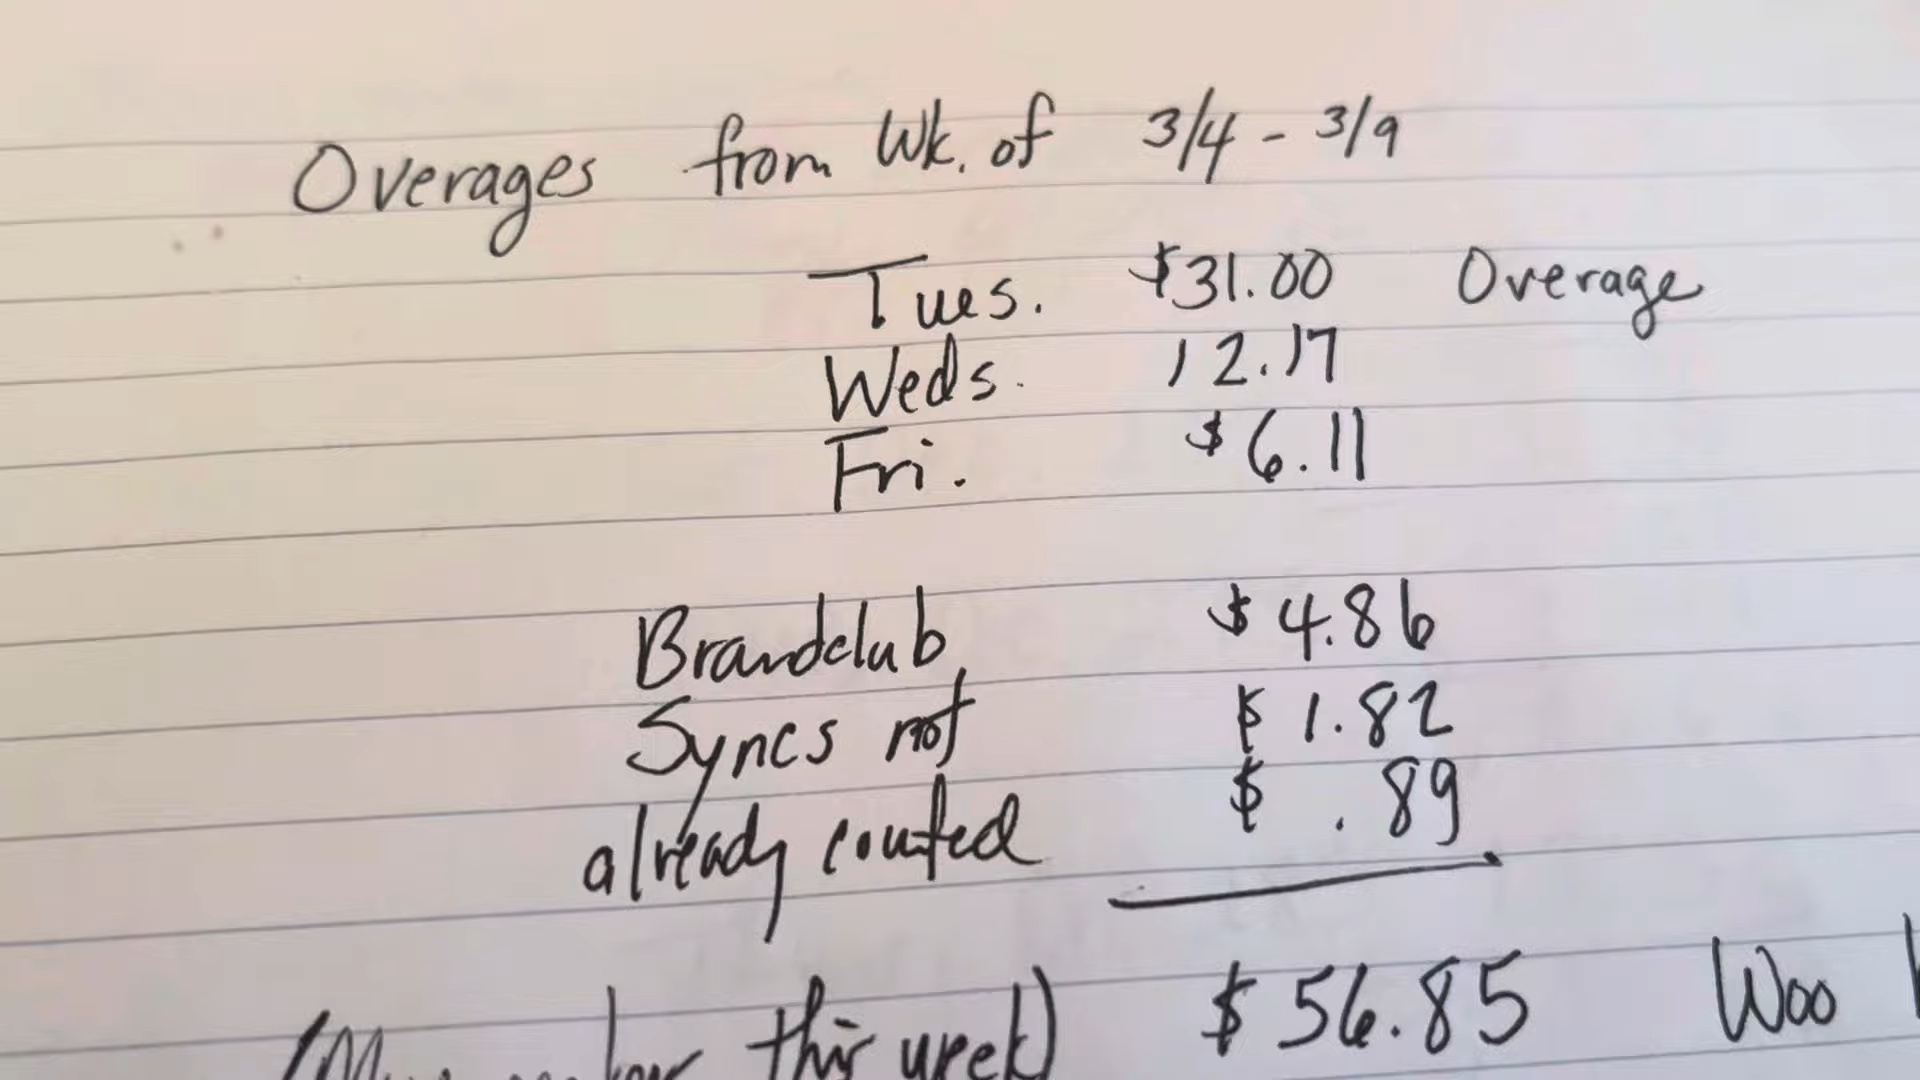 Overages from Wk. of 3/4 - 3/9
Tues. $31.00 Overage
Weds. 12.17
Fri. $6.11
Brandclub $4.86
Syncs not $1.82
already counted $.89
this week) $56.85 Woo